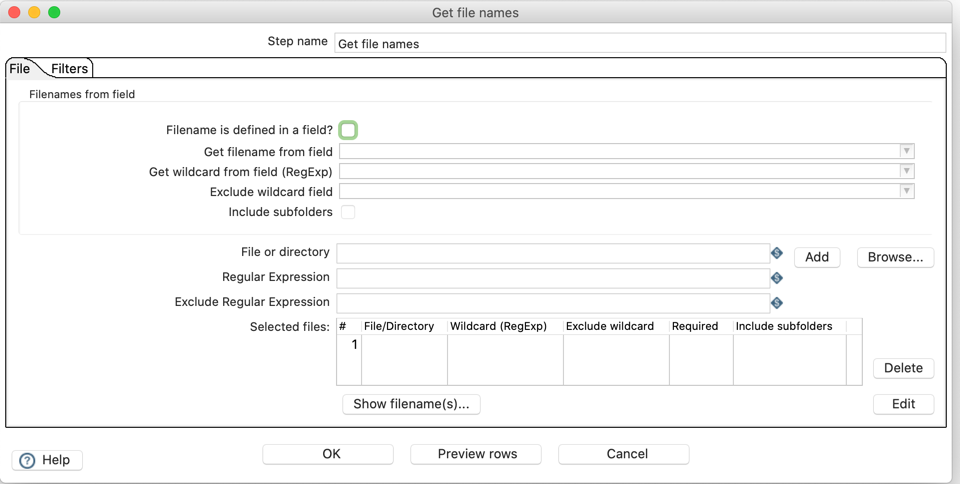 Get file names
Step name Get file names
File Filters
Filenames from field
Filename is defined in a field?
Get filename from field
Get wildcard from field (RegExp)
Exclude wildcard field
Include subfolders
File or directory S Add Browse...
Regular Expression S
Exclude Regular Expression S
Selected files: # File/Directory Wildcard (RegExp) Exclude wildcard Required Include subfolders
1
Delete
Show filename(s)... Edit
? Help OK Preview rows Cancel